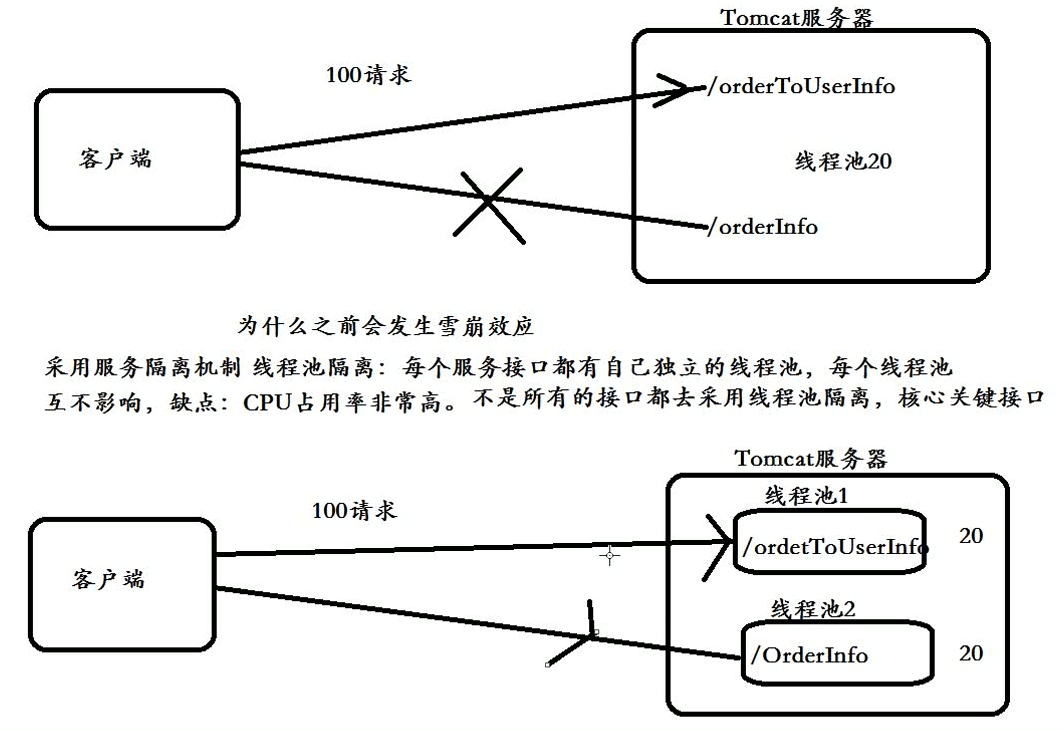 Tomcat服务器
100请求
/orderToUserInfo
客户端
线程池20
/orderInfo
为什么之前会发生雪崩效应
采用服务隔离机制 线程池隔离：每个服务接口都有自己独立的线程池，每个线程池
互不影响，缺点：CPU占用率非常高。不是所有的接口都去采用线程池隔离，核心关键接口
Tomcat服务器
线程池1
100请求
/ordetToUserInfo
20
客户端
线程池2
/OrderInfo
20